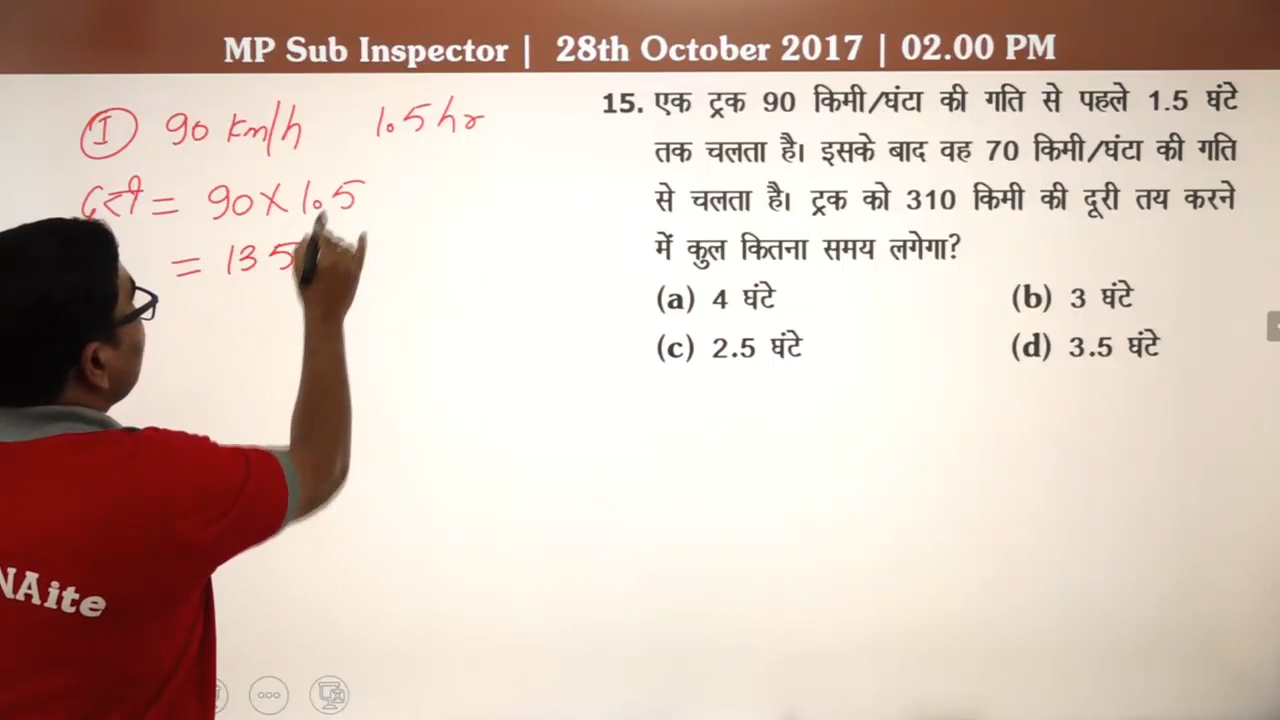 MP Sub Inspector | 28th October 2017 | 02.00 PM
I 90 km/h 1.5 hr
दूरी = 90 × 1.5
= 135
15. एक ट्रक 90 किमी/घंटा की गति से पहले 1.5 घंटे
तक चलता है। इसके बाद वह 70 किमी/घंटा की गति
से चलता है। ट्रक को 310 किमी की दूरी तय करने
में कुल कितना समय लगेगा?
(a) 4 घंटे (b) 3 घंटे
(c) 2.5 घंटे (d) 3.5 घंटे